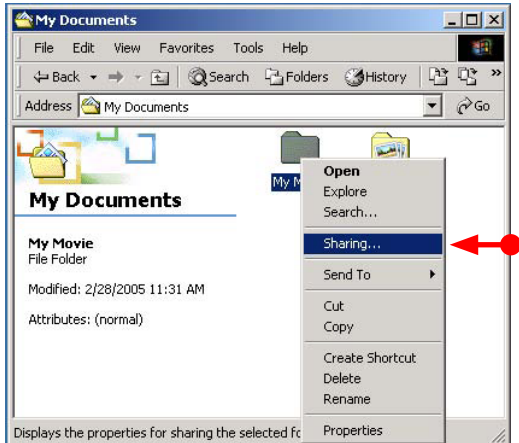 My Documents
File Edit View Favorites Tools Help
Back Search Folders History »
Address My Documents Go
My Documents
My Movie
File Folder
Modified: 2/28/2005 11:31 AM
Attributes: (normal)
My M
Open
Explore
Search...
Sharing...
Send To
Cut
Copy
Create Shortcut
Delete
Rename
Properties
Displays the properties for sharing the selected fo